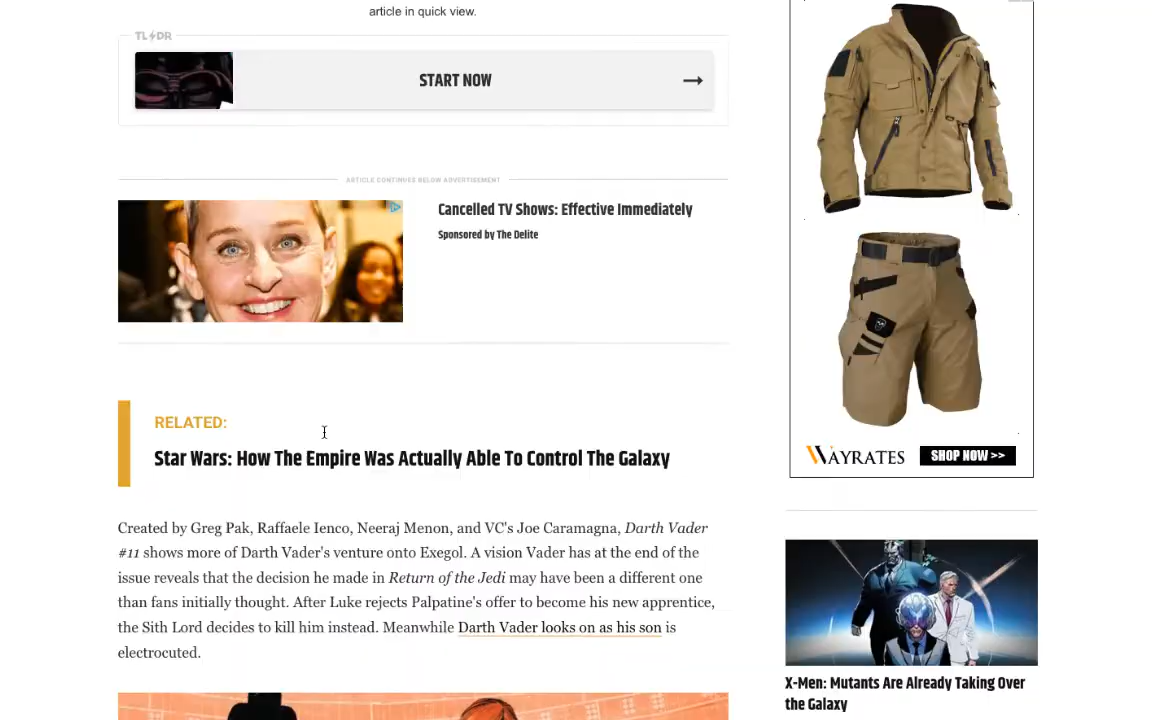 article in quick view.
TL DR
START NOW
ARTICLE CONTINUES BELOW ADVERTISEMENT
Cancelled TV Shows: Effective Immediately
Sponsored by The Delite
RELATED:
Star Wars: How The Empire Was Actually Able To Control The Galaxy
Created by Greg Pak, Raffaele Ienco, Neeraj Menon, and VC's Joe Caramagna, Darth Vader
#11 shows more of Darth Vader's venture onto Exegol. A vision Vader has at the end of the
issue reveals that the decision he made in Return of the Jedi may have been a different one
than fans initially thought. After Luke rejects Palpatine's offer to become his new apprentice,
the Sith Lord decides to kill him instead. Meanwhile Darth Vader looks on as his son is
electrocuted.
WAYRATES
SHOP NOW >>
X-Men: Mutants Are Already Taking Over
the Galaxy